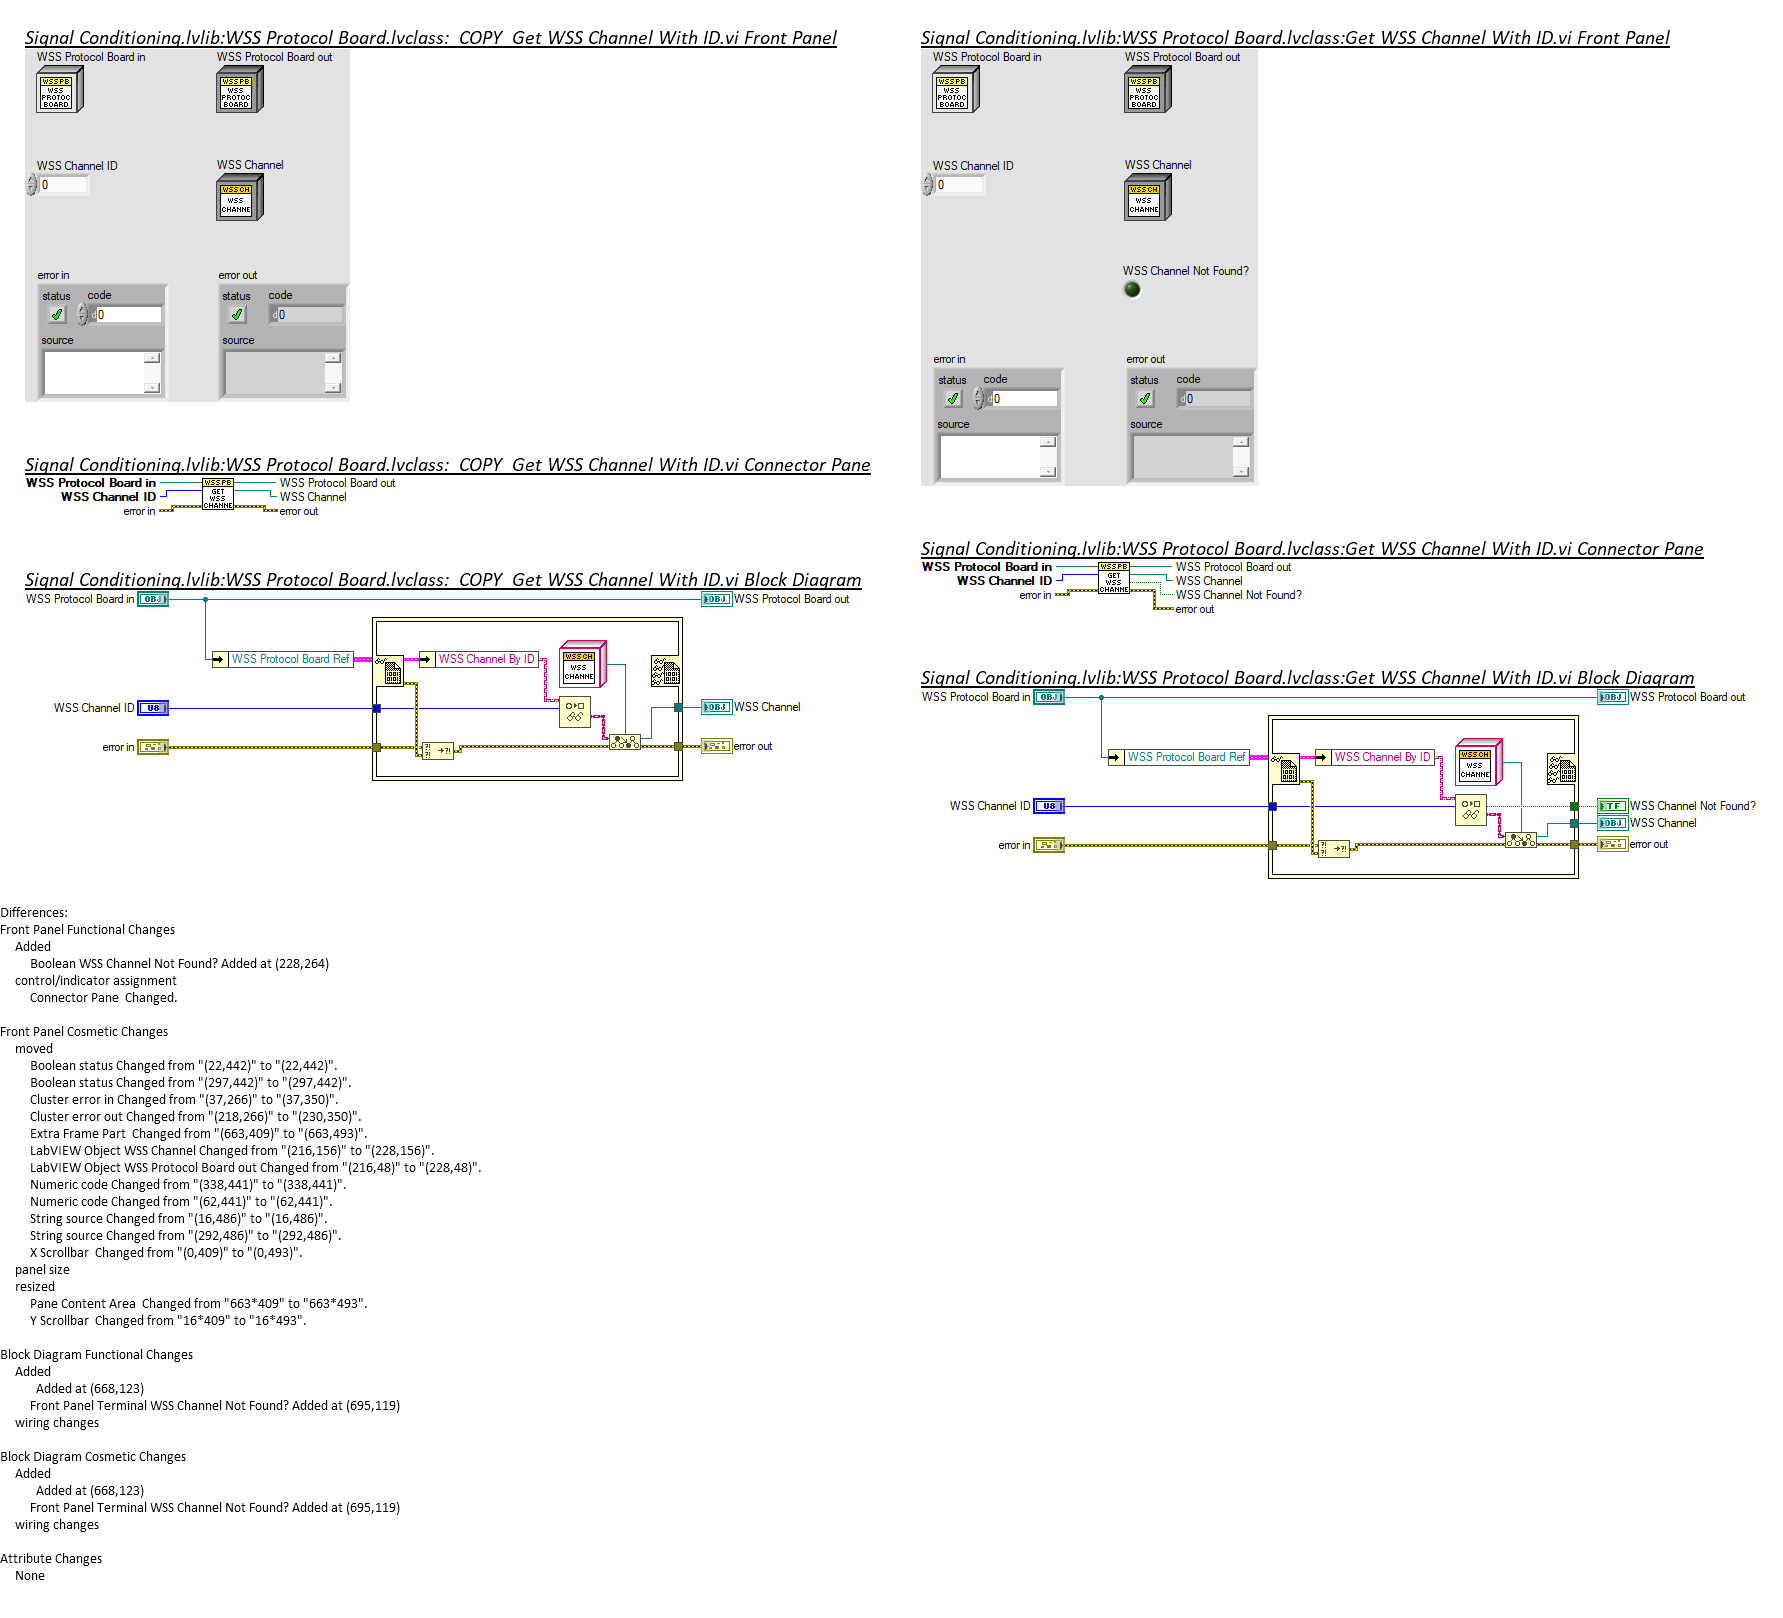 Signal Conditioning.lvlib:WSS Protocol Board.lvclass:  COPY  Get WSS Channel With ID.vi Front Panel
WSS Protocol Board in
WSS Protocol Board out
WSSPB
WSS
PROTOC
BOARD
WSSPB
WSS
PROTOC
BOARD
WSS Channel ID
WSS Channel
0
WSS CH
WSS
CHANNE
error in
error out
status
code
status
code
d0
d0
source
source
Signal Conditioning.lvlib:WSS Protocol Board.lvclass:  COPY  Get WSS Channel With ID.vi Connector Pane
WSS Protocol Board in
WSSPB
WSS Protocol Board out
WSS Channel ID
GET
WSS
CHANNE
WSS Channel
error in
error out
Signal Conditioning.lvlib:WSS Protocol Board.lvclass:  COPY  Get WSS Channel With ID.vi Block Diagram
WSS Protocol Board in
OBJ
OBJ
WSS Protocol Board out
WSS Protocol Board Ref
WSS Channel By ID
WSS CH
WSS
CHANNE
WSS Channel ID
U8
OBJ
WSS Channel
error in
?!
?!
→?!
error out
Signal Conditioning.lvlib:WSS Protocol Board.lvclass:Get WSS Channel With ID.vi Front Panel
WSS Protocol Board in
WSS Protocol Board out
WSSPB
WSS
PROTOC
BOARD
WSSPB
WSS
PROTOC
BOARD
WSS Channel ID
WSS Channel
0
WSS CH
WSS
CHANNE
WSS Channel Not Found?
error in
error out
status
code
status
code
d0
d0
source
source
Signal Conditioning.lvlib:WSS Protocol Board.lvclass:Get WSS Channel With ID.vi Connector Pane
WSS Protocol Board in
WSSPB
WSS Protocol Board out
WSS Channel ID
GET
WSS
CHANNE
WSS Channel
error in
WSS Channel Not Found?
error out
Signal Conditioning.lvlib:WSS Protocol Board.lvclass:Get WSS Channel With ID.vi Block Diagram
WSS Protocol Board in
OBJ
OBJ
WSS Protocol Board out
WSS Protocol Board Ref
WSS Channel By ID
WSS CH
WSS
CHANNE
WSS Channel ID
U8
TF
WSS Channel Not Found?
OBJ
WSS Channel
error in
?!
?!
→?!
error out
Differences:
Front Panel Functional Changes
Added
Boolean WSS Channel Not Found? Added at (228,264)
control/indicator assignment
Connector Pane  Changed.
Front Panel Cosmetic Changes
moved
Boolean status Changed from "(22,442)" to "(22,442)".
Boolean status Changed from "(297,442)" to "(297,442)".
Cluster error in Changed from "(37,266)" to "(37,350)".
Cluster error out Changed from "(218,266)" to "(230,350)".
Extra Frame Part  Changed from "(663,409)" to "(663,493)".
LabVIEW Object WSS Channel Changed from "(216,156)" to "(228,156)".
LabVIEW Object WSS Protocol Board out Changed from "(216,48)" to "(228,48)".
Numeric code Changed from "(338,441)" to "(338,441)".
Numeric code Changed from "(62,441)" to "(62,441)".
String source Changed from "(16,486)" to "(16,486)".
String source Changed from "(292,486)" to "(292,486)".
X Scrollbar  Changed from "(0,409)" to "(0,493)".
panel size
resized
Pane Content Area  Changed from "663*409" to "663*493".
Y Scrollbar  Changed from "16*409" to "16*493".
Block Diagram Functional Changes
Added
Added at (668,123)
Front Panel Terminal WSS Channel Not Found? Added at (695,119)
wiring changes
Block Diagram Cosmetic Changes
Added
Added at (668,123)
Front Panel Terminal WSS Channel Not Found? Added at (695,119)
wiring changes
Attribute Changes
None